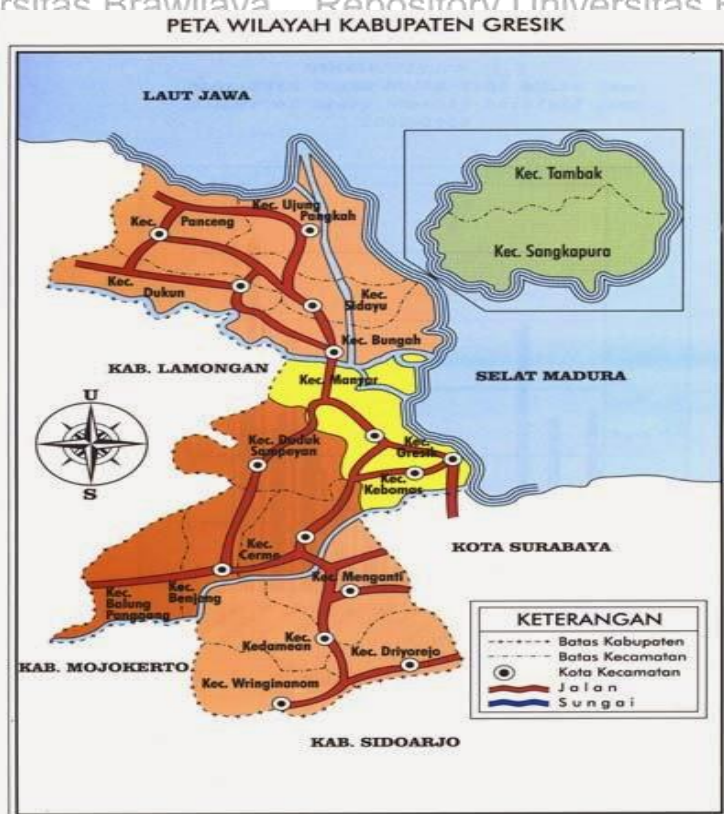 Repository Universitas
PETA WILAYAH KABUPATEN GRESIK
LAUT JAWA
Kec. Tambak
Kec. Sangkapura
Kec. Ujung
Pangkah
Kec. Panceng
Kec.
Dukun
Kec.
Sidayu
Kec. Bungah
KAB. LAMONGAN
Kec. Manyar
SELAT MADURA
U
S
Kec. Duduk
Sampeyan
Kec.
Gresik
Kec.
Kebomas
KOTA SURABAYA
Kec.
Cerme
Kec. Menganti
Kec.
Balung
Panggang
Kec.
Benjeng
Kec.
Kedamean
Kec. Driyorejo
KAB. MOJOKERTO
Kec. Wringinanom
KAB. SIDOARJO
KETERANGAN
Batas Kabupaten
Batas Kecamatan
Kota Kecamatan
Jalan
Sungai